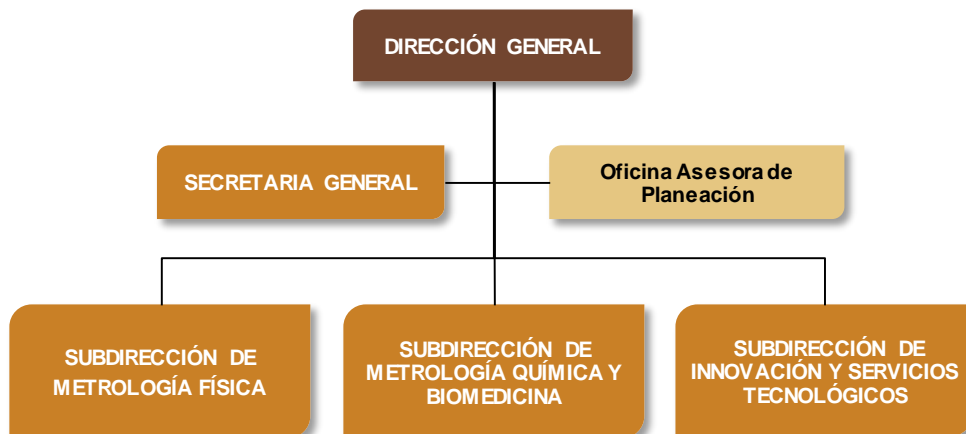 DIRECCIÓN GENERAL
SECRETARIA GENERAL
Oficina Asesora de
Planeación
SUBDIRECCIÓN DE
METROLOGÍA FÍSICA
SUBDIRECCIÓN DE
METROLOGÍA QUÍMICA Y
BIOMEDICINA
SUBDIRECCIÓN DE
INNOVACIÓN Y SERVICIOS
TECNOLÓGICOS